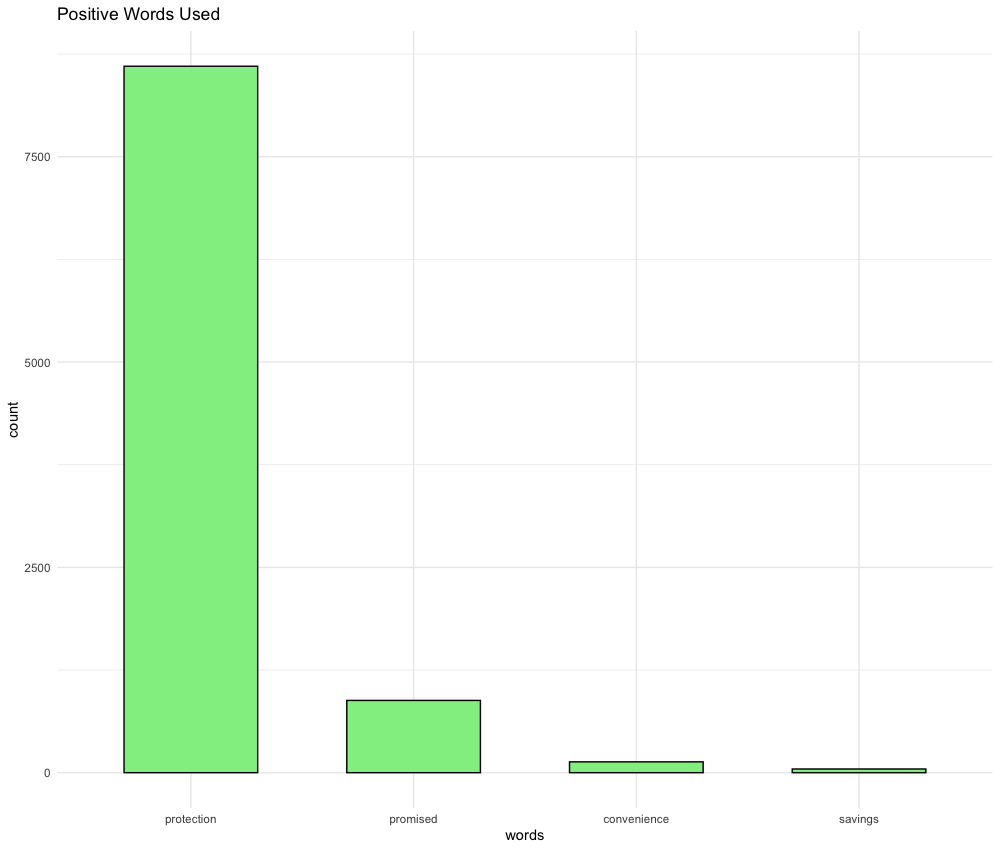 Positive Words Used
count
7500
5000
2500
0
protection promised convenience savings
words